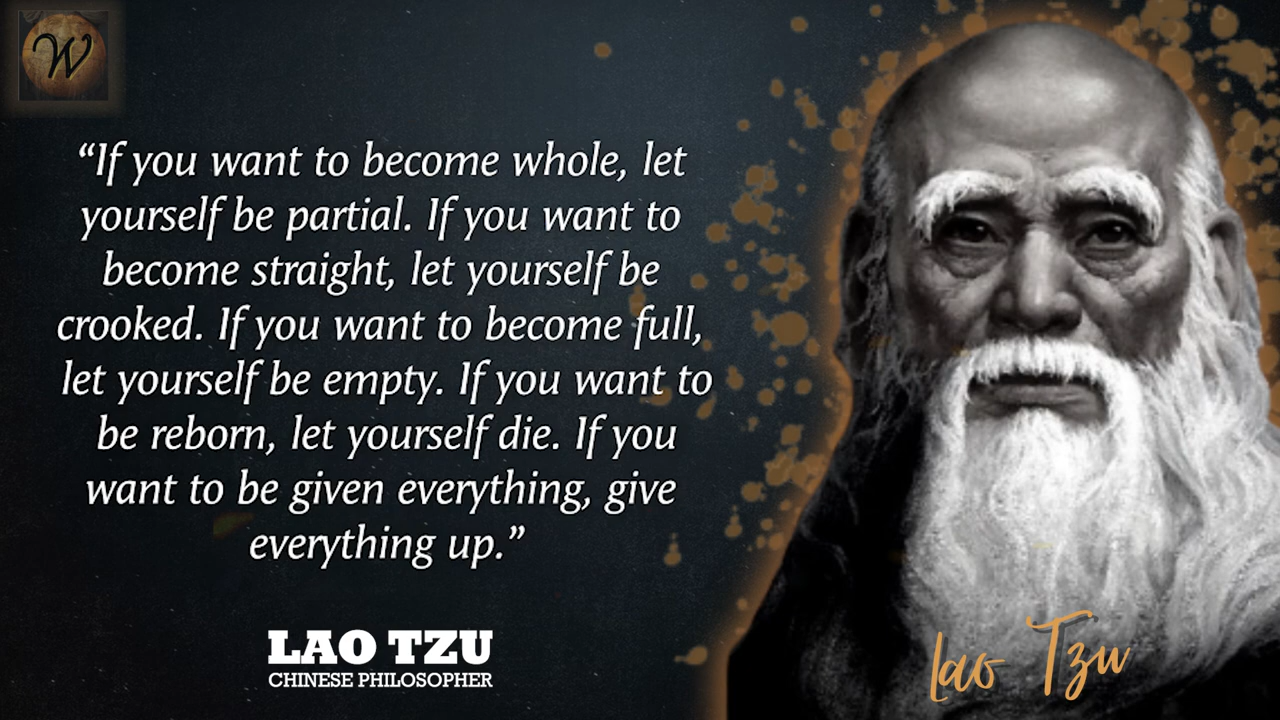 W
“If you want to become whole, let
yourself be partial. If you want to
become straight, let yourself be
crooked. If you want to become full,
let yourself be empty. If you want to
be reborn, let yourself die. If you
want to be given everything, give
everything up.”
LAO TZU
CHINESE PHILOSOPHER
Lao Tzu